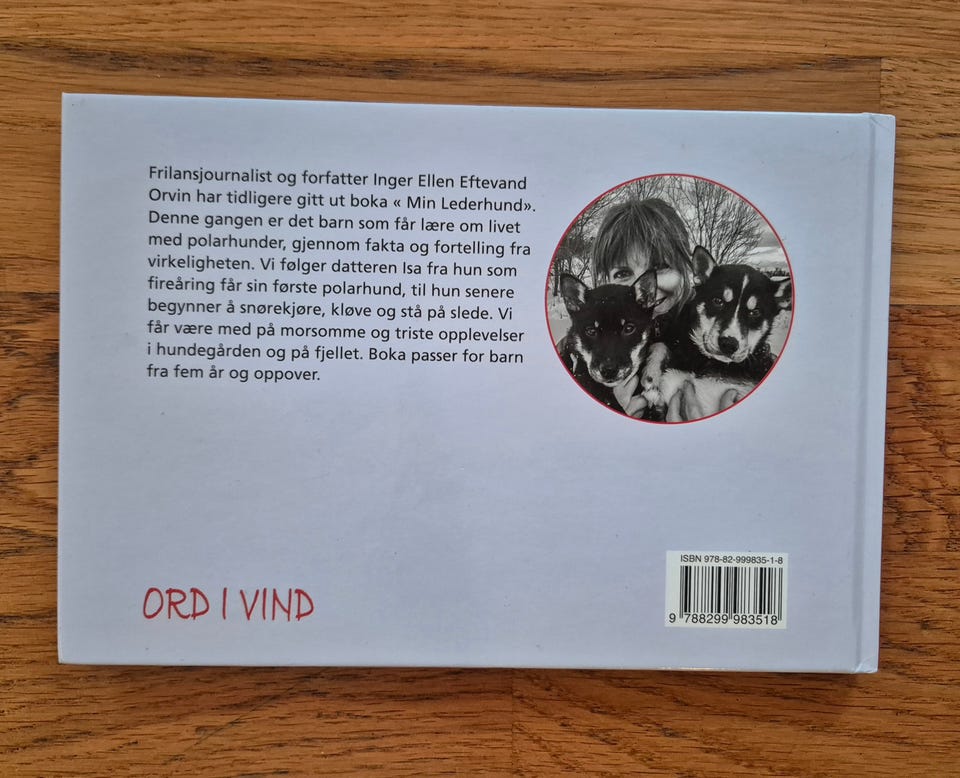 Frilansjournalist og forfatter Inger Ellen Eftevand
Orvin har tidligere gitt ut boka « Min Lederhund».
Denne gangen er det barn som får lære om livet
med polarhunder, gjennom fakta og fortelling fra
virkeligheten. Vi følger datteren Isa fra hun som
fireåring får sin første polarhund, til hun senere
begynner å snørekjøre, kløve og stå på slede. Vi
får være med på morsomme og triste opplevelser
i hundegården og på fjellet. Boka passer for barn
fra fem år og oppover.
ORD I VIND
ISBN 978-82-999835-1-8
9 788299 983518